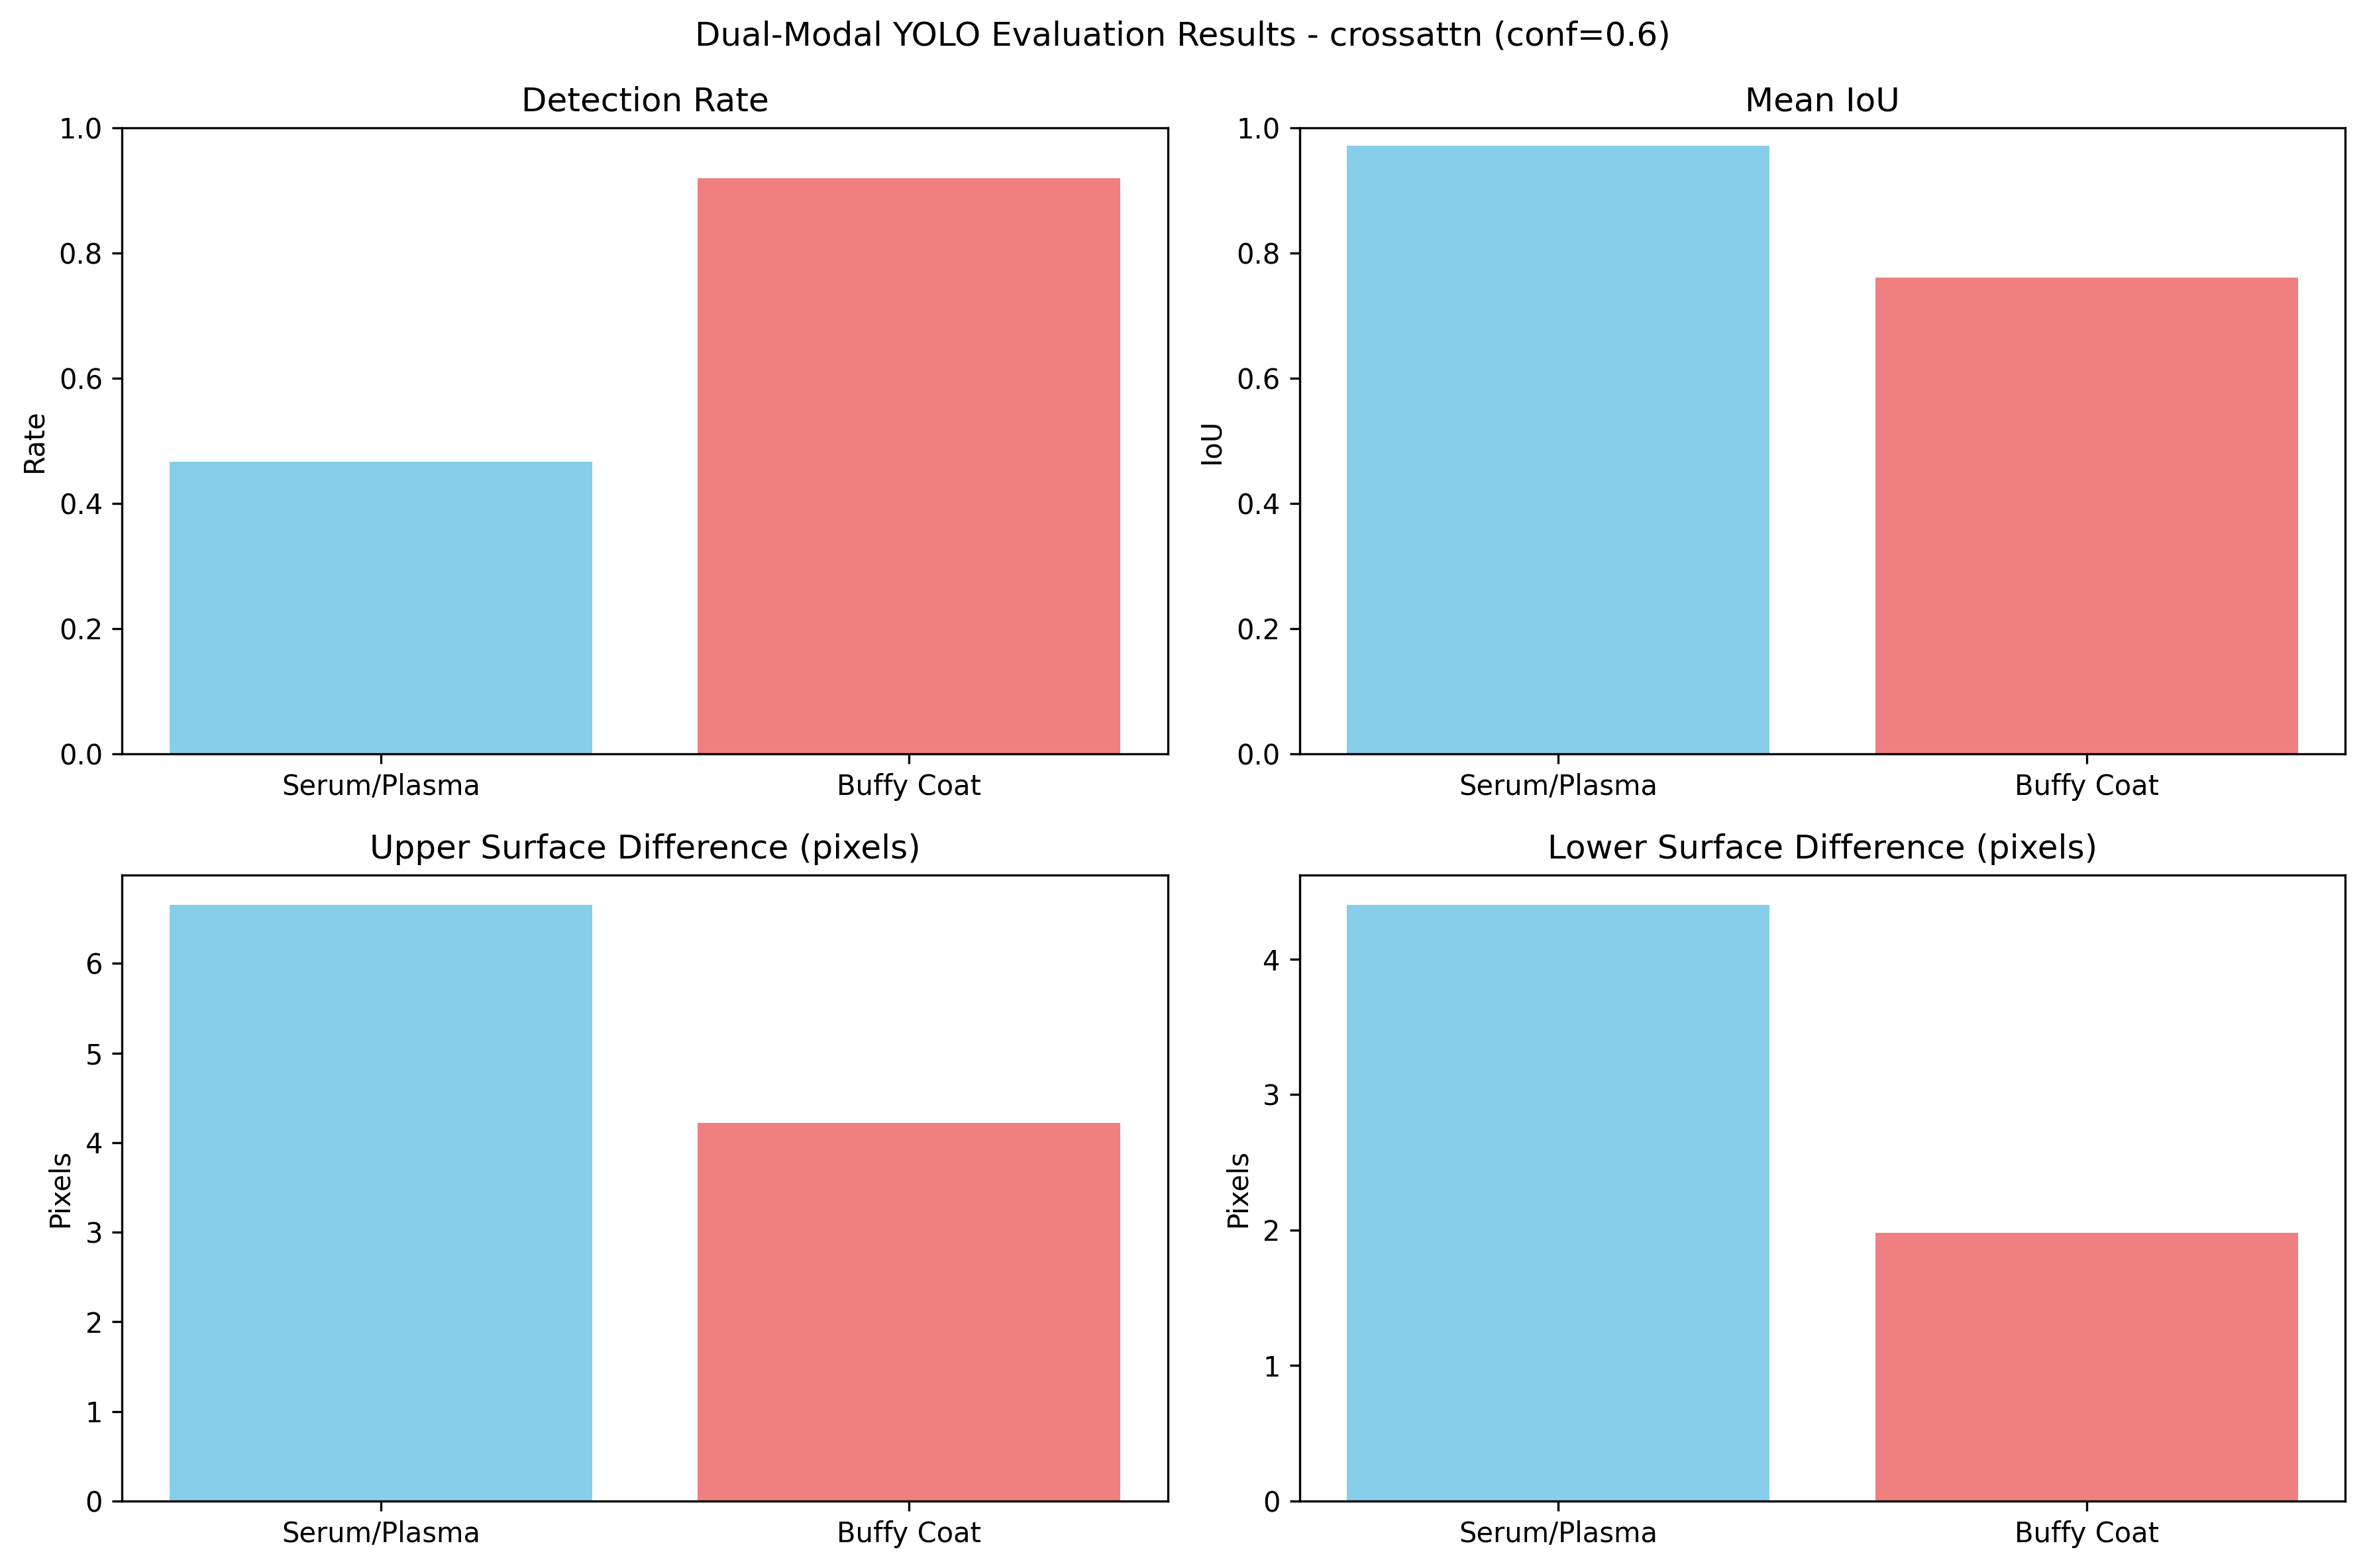 Dual-Modal YOLO Evaluation Results - crossattn (conf=0.6)
Detection Rate
1.0
0.8
0.6
0.4
0.2
0.0
Rate
Serum/Plasma
Buffy Coat
Mean IoU
1.0
0.8
0.6
0.4
0.2
0.0
IoU
Serum/Plasma
Buffy Coat
Upper Surface Difference (pixels)
6
5
4
3
2
1
0
Pixels
Serum/Plasma
Buffy Coat
Lower Surface Difference (pixels)
4
3
2
1
0
Pixels
Serum/Plasma
Buffy Coat